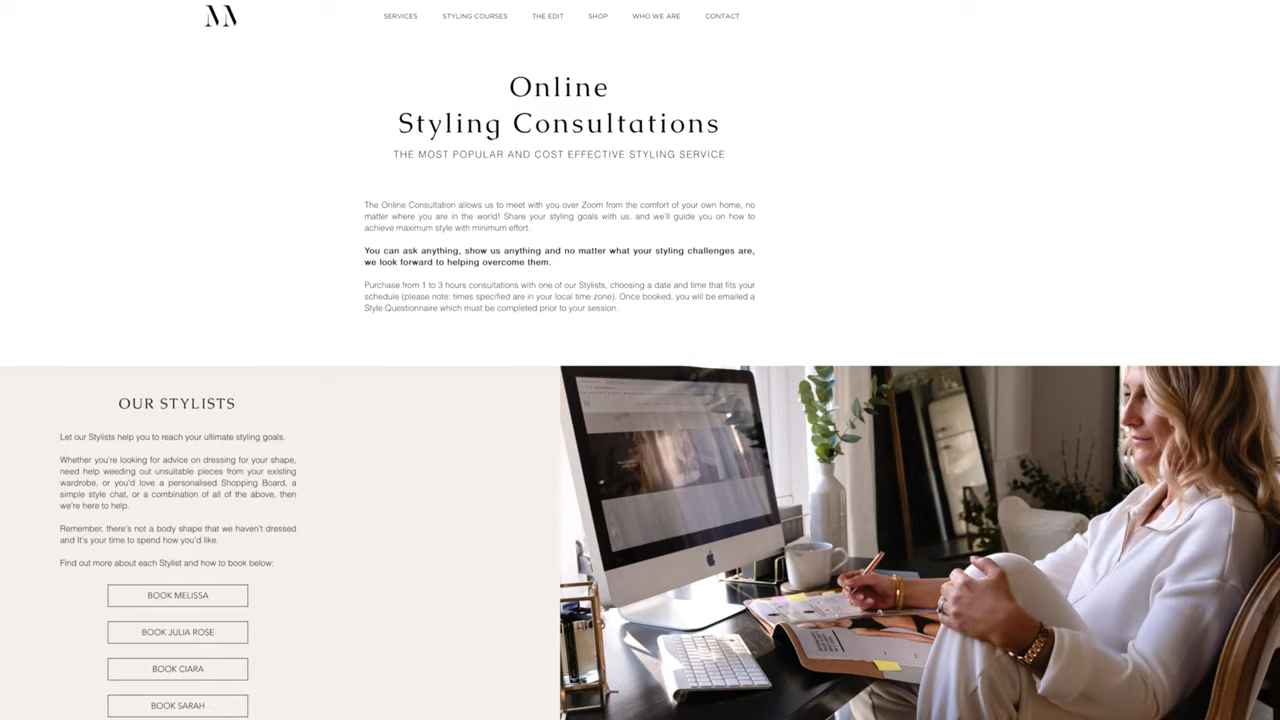 SERVICES STYLING COURSES THE EDIT SHOP WHO WE ARE CONTACT
Online
Styling Consultations
THE MOST POPULAR AND COST EFFECTIVE STYLING SERVICE
The Online Consultation allows us to meet with you over Zoom from the comfort of your own home, no
matter where you are in the world! Share your styling goals with us, and we'll guide you on how to
achieve maximum style with minimum effort.
You can ask anything, show us anything and no matter what your styling challenges are,
we look forward to helping overcome them.
Purchase from 1 to 3 hours consultations with one of our Stylists, choosing a date and time that fits your
schedule (please note: times specified are in your local time zone). Once booked, you will be emailed a
Style Questionnaire which must be completed prior to your session.
OUR STYLISTS
Let our Stylists help you to reach your ultimate styling goals.
Whether you're looking for advice on dressing for your shape,
need help weeding out unsuitable pieces from your existing
wardrobe, or you'd love a personalised Shopping Board, a
simple style chat, or a combination of all of the above, then
we're here to help.
Remember, there's not a body shape that we haven't dressed
and It's your time to spend how you'd like.
Find out more about each Stylist and how to book below:
BOOK MELISSA
BOOK JULIA ROSE
BOOK CIARA
BOOK SARAH